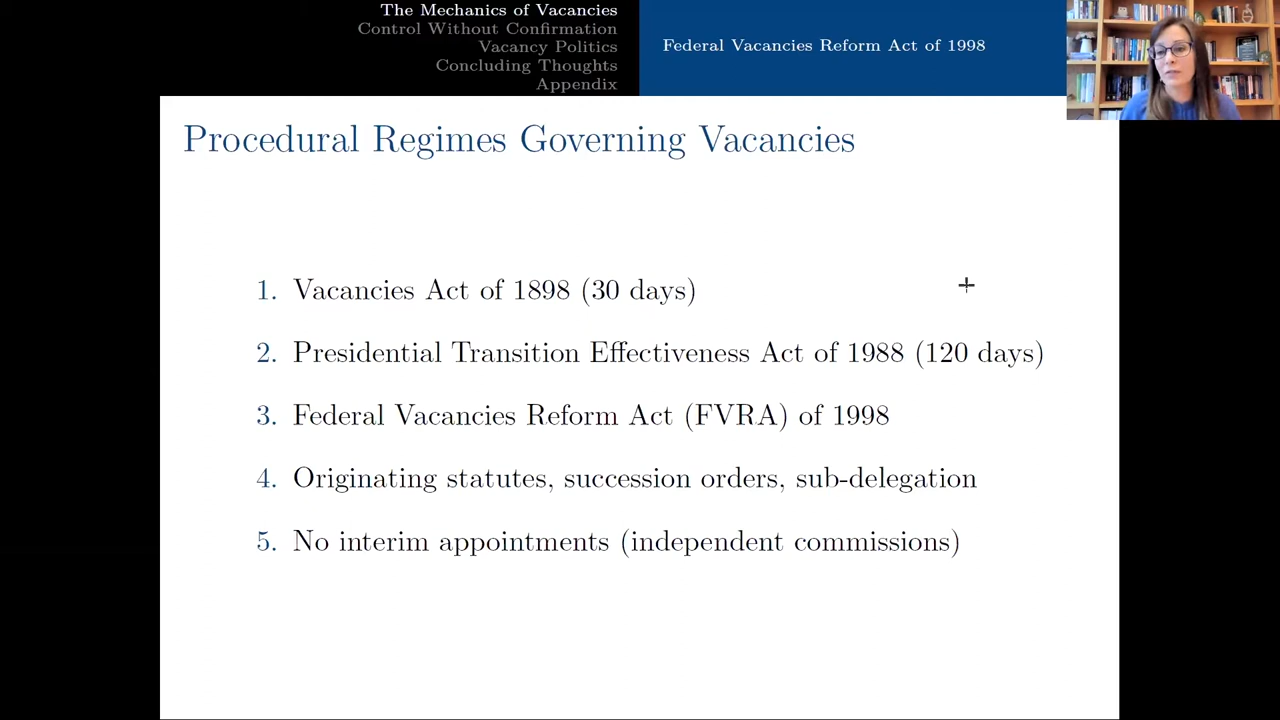 The Mechanics of Vacancies
Control Without Confirmation
Vacancy Politics
Concluding Thoughts
Appendix
Federal Vacancies Reform Act of 1998
Procedural Regimes Governing Vacancies
1. Vacancies Act of 1898 (30 days)
2. Presidential Transition Effectiveness Act of 1988 (120 days)
3. Federal Vacancies Reform Act (FVRA) of 1998
4. Originating statutes, succession orders, sub-delegation
5. No interim appointments (independent commissions)